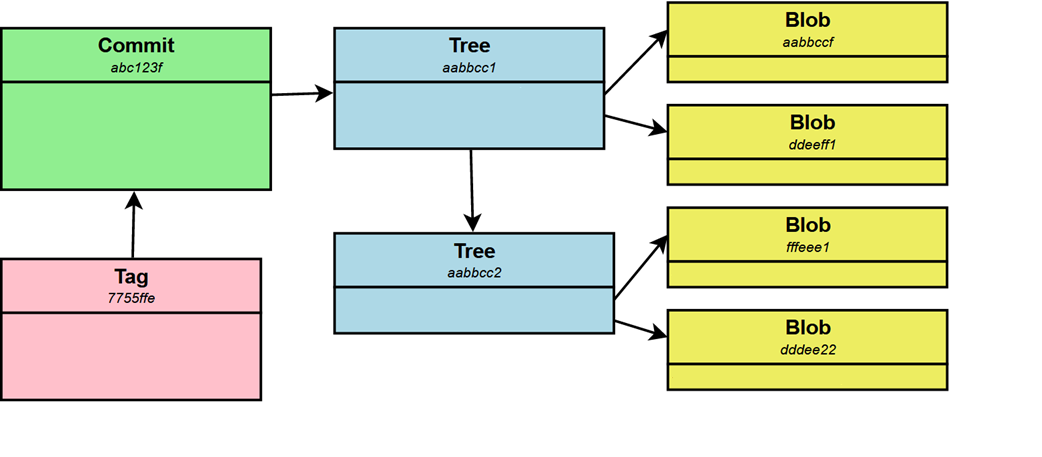 Commit
abc123f
Tree
aabbcc1
Blob
aabbccf
Blob
ddeeff1
Tag
7755ffe
Tree
aabbcc2
Blob
fffeee1
Blob
dddee22